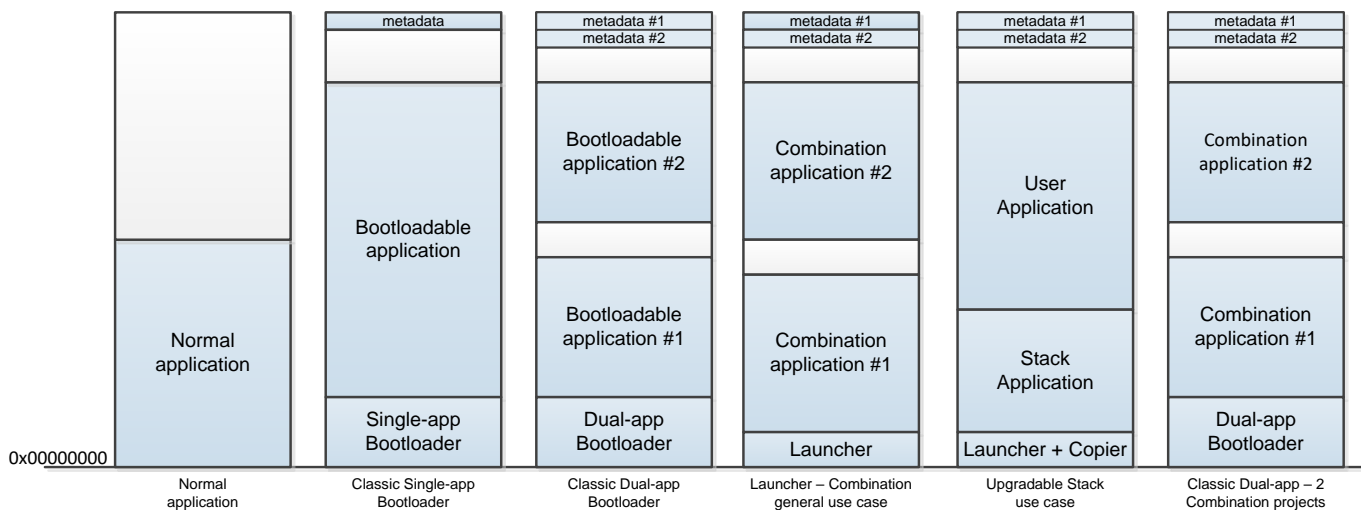 metadata
metadata #1
metadata #2
metadata #1
metadata #2
metadata #1
metadata #2
metadata #1
metadata #2
Normal
application
Bootloadable
application
Single-app
Bootloader
Bootloadable
application #2
Bootloadable
application #1
Dual-app
Bootloader
Combination
application #2
Combination
application #1
Launcher
User
Application
Stack
Application
Launcher + Copier
Combination
application #2
Combination
application #1
Dual-app
Bootloader
0x00000000
Normal
application
Classic Single-app
Bootloader
Classic Dual-app
Bootloader
Launcher – Combination
general use case
Upgradable Stack
use case
Classic Dual-app – 2
Combination projects